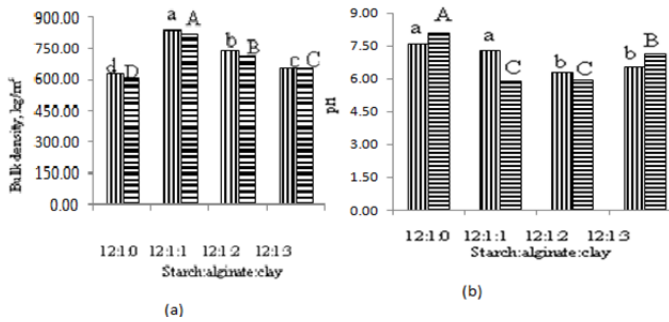 900.00
750.00
600.00
450.00
300.00
150.00
0.00
Bulk density, kg/m³
d D
a A
b B
c C
12:1:0 12:1:1 12:1:2 12:1:3
Starch:alginate:clay
(a)
9.00
7.50
6.00
4.50
3.00
1.50
0.00
pH
a A
a C
b C
b B
12:1:0 12:1:1 12:1:2 12:1:3
Starch:alginate:clay
(b)